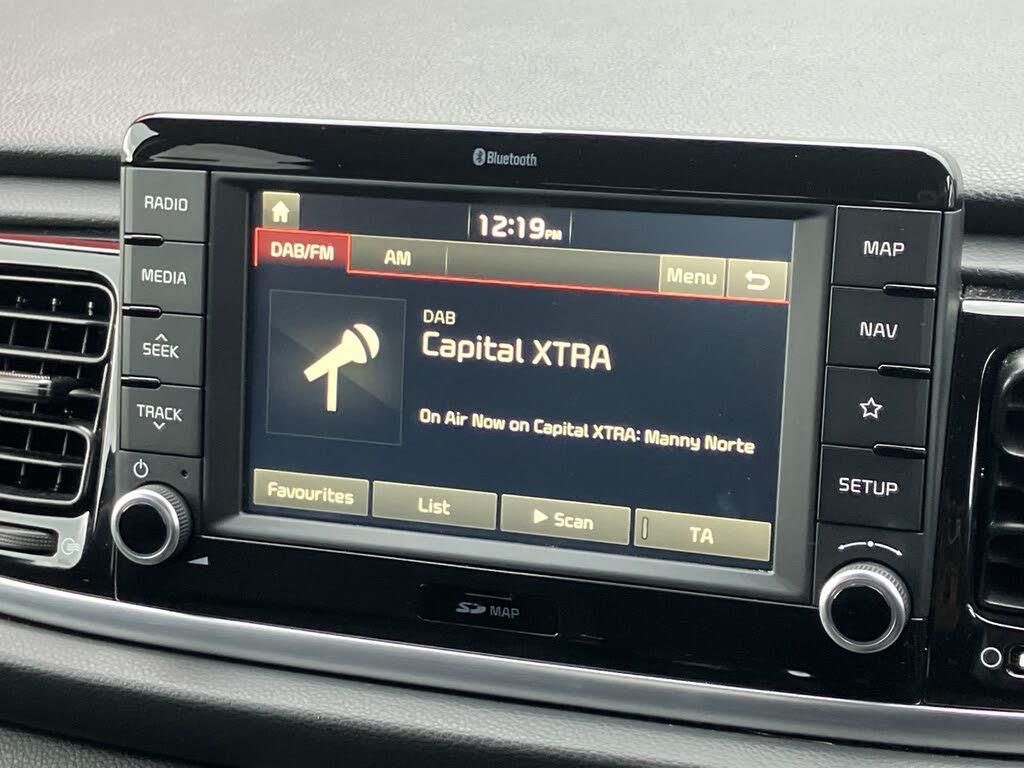 Bluetooth
RADIO
MEDIA
SEEK
TRACK
12:19PM
DAB/FM
AM
Menu
DAB
Capital XTRA
On Air Now on Capital XTRA: Manny Norte
Favourites
List
Scan
TA
MAP
NAV
SETUP
SD MAP